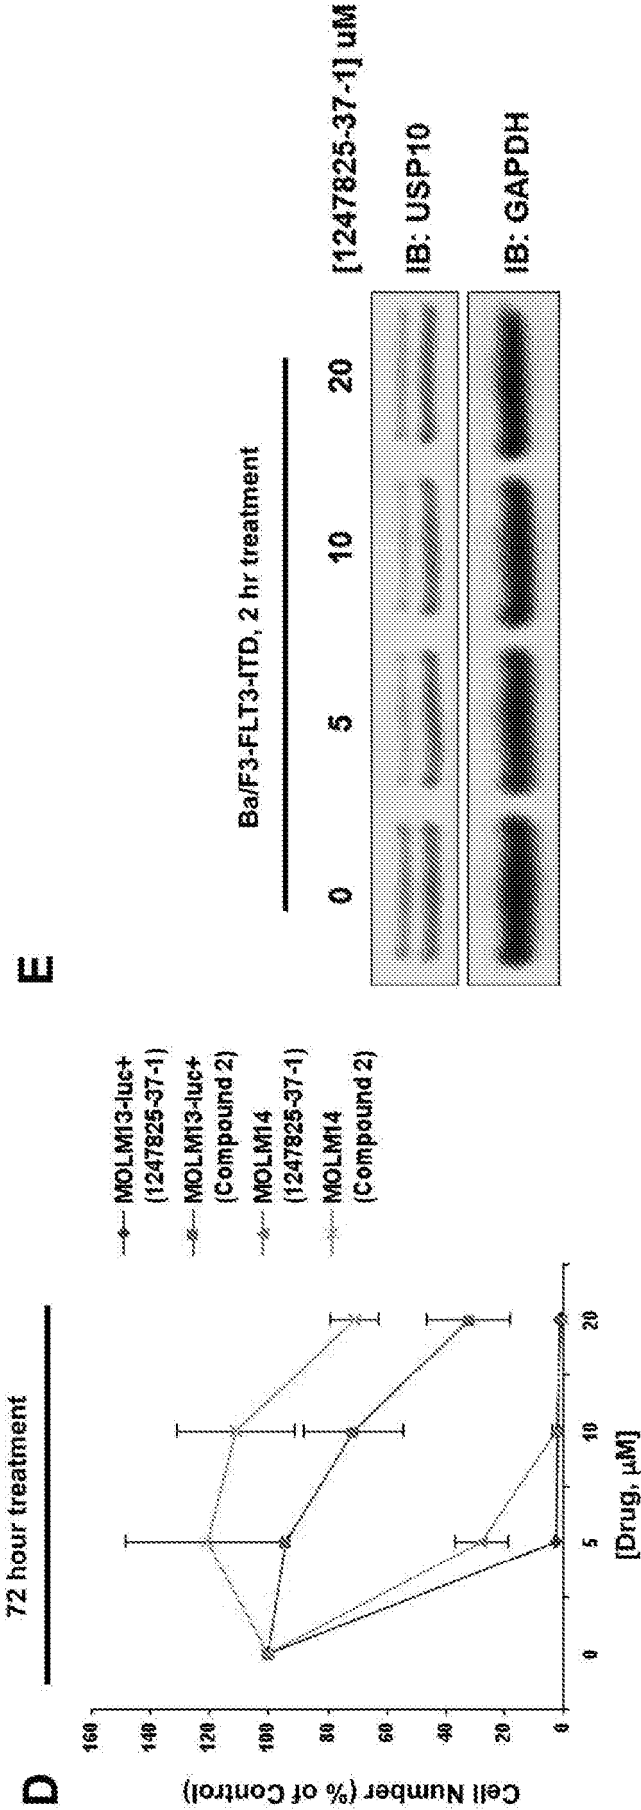 D
72 hour treatment
Cell Number (% of Control)
160
140
120
100
80
60
40
20
0
0
5
10
20
[Drug, µM]
MOLM13-luc+
(1247825-37-1)
MOLM13-luc+
(Compound 2)
MOLM14
(1247825-37-1)
MOLM14
(Compound 2)
E
Ba/F3-FLT3-ITD, 2 hr treatment
0 5 10 20 [1247825-37-1] uM
IB: USP10
IB: GAPDH